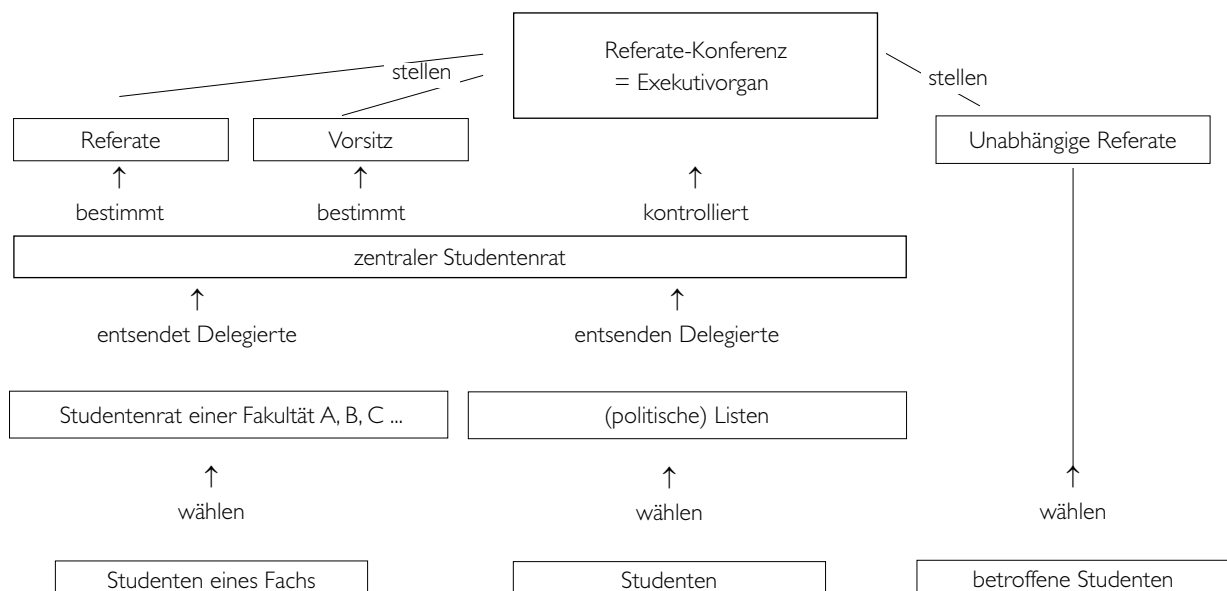 Referate-Konferenz
= Exekutivorgan
stellen
stellen
Referate
Vorsitz
Unabhängige Referate
bestimmt
bestimmt
kontrolliert
zentraler Studentenrat
entsendet Delegierte
entsenden Delegierte
Studentenrat einer Fakultät A, B, C ...
(politische) Listen
wählen
wählen
wählen
Studenten eines Fachs
Studenten
betroffene Studenten